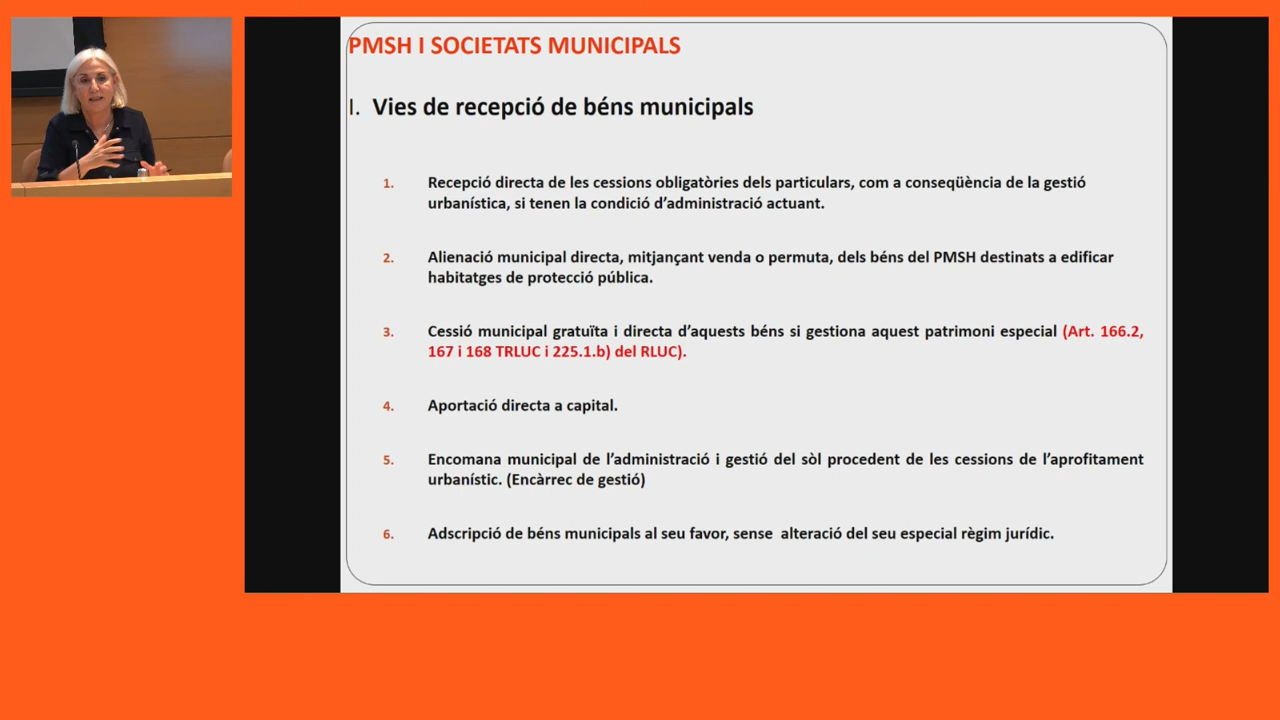 PMSH I SOCIETATS MUNICIPALS
I. Vies de recepció de béns municipals
1. Recepció directa de les cessions obligatòries dels particulars, com a conseqüència de la gestió
urbanística, si tenen la condició d’administració actuant.
2. Alienació municipal directa, mitjançant venda o permuta, dels béns del PMSH destinats a edificar
habitatges de protecció pública.
3. Cessió municipal gratuïta i directa d’aquests béns si gestiona aquest patrimoni especial (Art. 166.2,
167 i 168 TRLUC i 225.1.b) del RLUC).
4. Aportació directa a capital.
5. Encomana municipal de l’administració i gestió del sòl procedent de les cessions de l’aprofitament
urbanístic. (Encàrrec de gestió)
6. Adscripció de béns municipals al seu favor, sense alteració del seu especial règim jurídic.